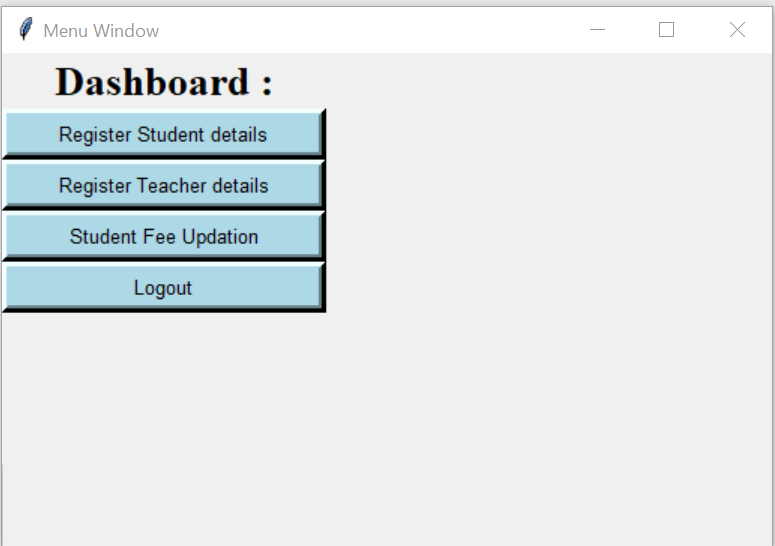 Menu Window
Dashboard :
Register Student details
Register Teacher details
Student Fee Updation
Logout